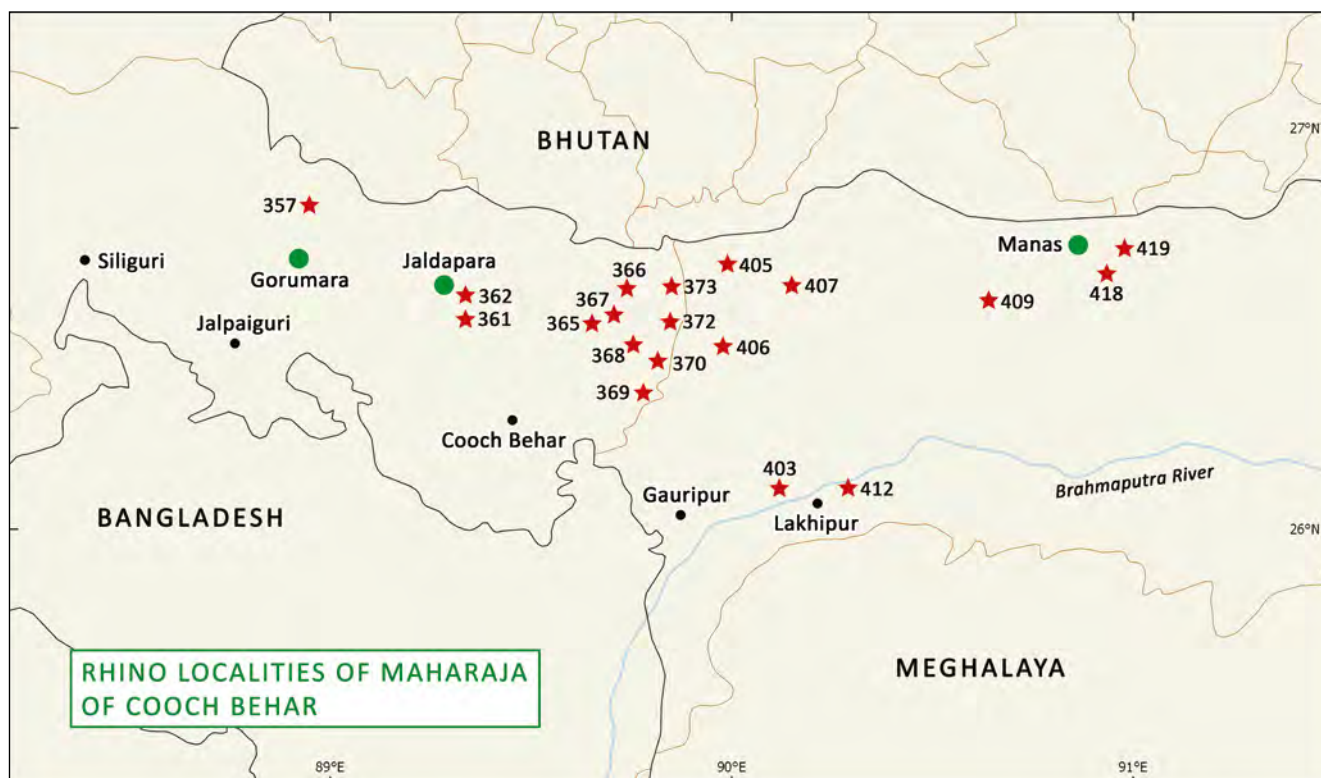 27°N
BHUTAN
357
Siliguri
Gorumara
Jaldapara
Manas
419
418
366
373
405
407
409
362
361
367
365
372
368
370
406
369
Jalpaiguri
Cooch Behar
403
412
Gauripur
Lakhipur
Brahmaputra River
BANGLADESH
26°N
MEGHALAYA
RHINO LOCALITIES OF MAHARAJA
OF COOCH BEHAR
89°E
90°E
91°E